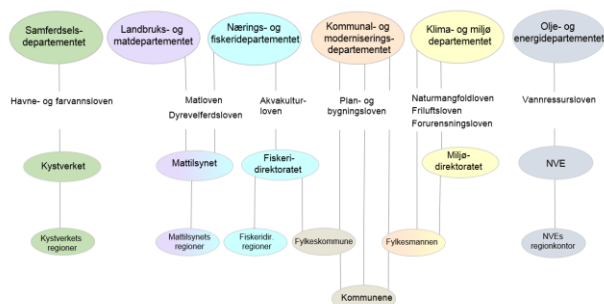 Samferdsels-
departementet
Landbruks- og
matdepartementet
Nærings- og
fiskeridepartementet
Kommunal- og
moderniserings-
departementet
Klima- og miljø
departementet
Olje- og
energidepartementet
Havne- og farvannsloven
Matloven
Dyrevelferdsloven
Akvakultur-
loven
Plan- og
bygningsloven
Naturmangfoldloven
Friluftsloven
Forurensningsloven
Vannressursloven
Kystverket
Mattilsynet
Fiskeri-
direktoratet
Miljø-
direktoratet
NVE
Kystverkets
regioner
Mattilsynets
regioner
Fiskeridir.
regioner
Fylkeskommune
Fylkesmannen
NVEs
regionkontor
Kommunene